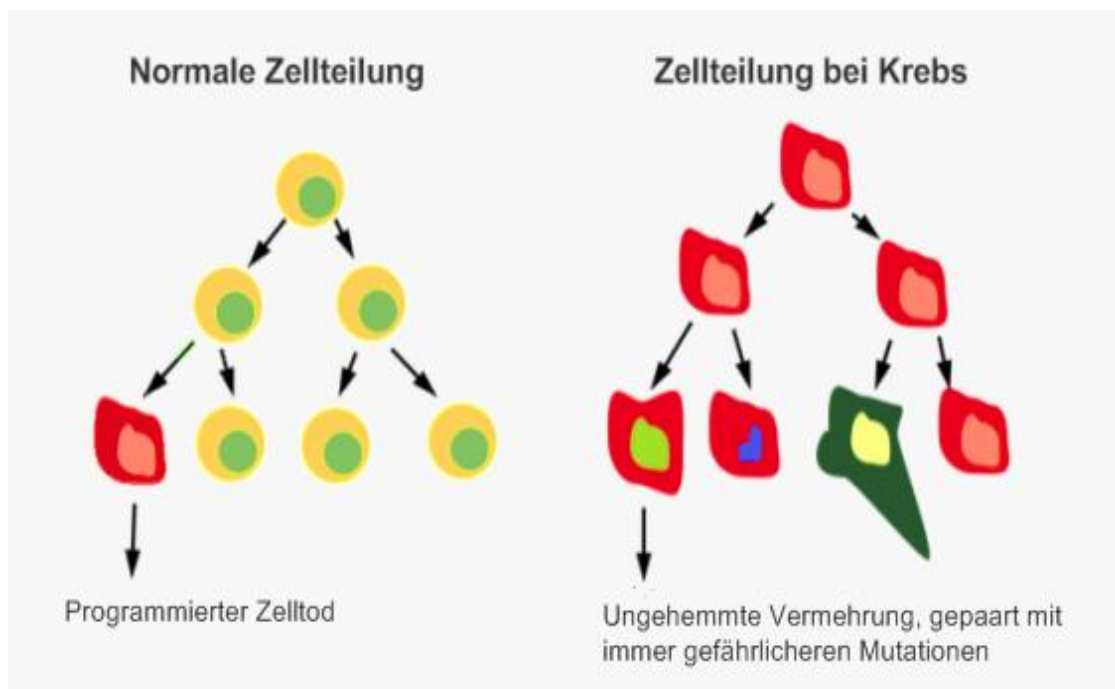 Normale Zellteilung
Zellteilung bei Krebs
Programmierter Zelltod
Ungehemmte Vermehrung, gepaart mit
immer gefährlicheren Mutationen